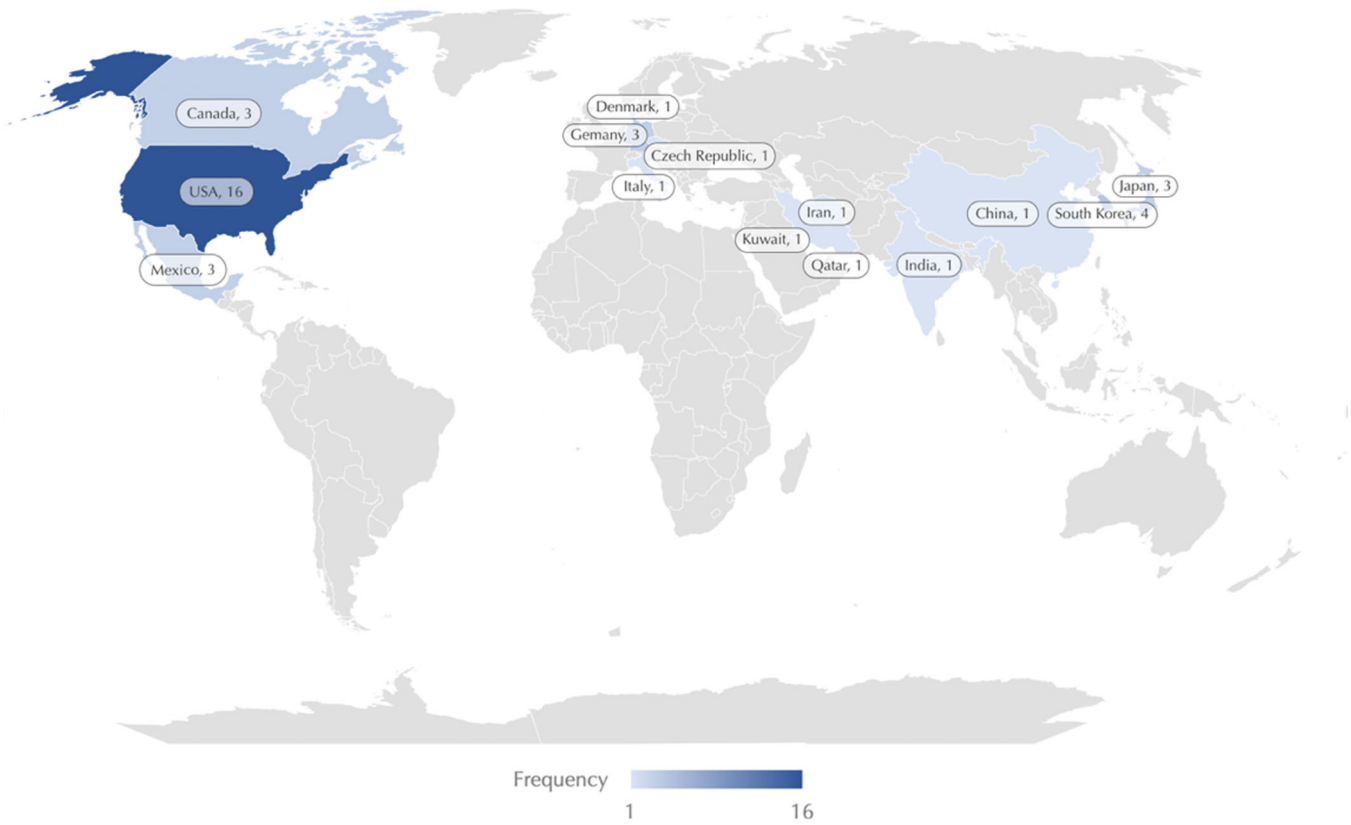 Canada, 3
USA, 16
Mexico, 3
Denmark, 1
Gemany, 3
Czech Republic, 1
Italy, 1
Iran, 1
Kuwait, 1
Qatar, 1
India, 1
China, 1
Japan, 3
South Korea, 4
Frequency
1
16